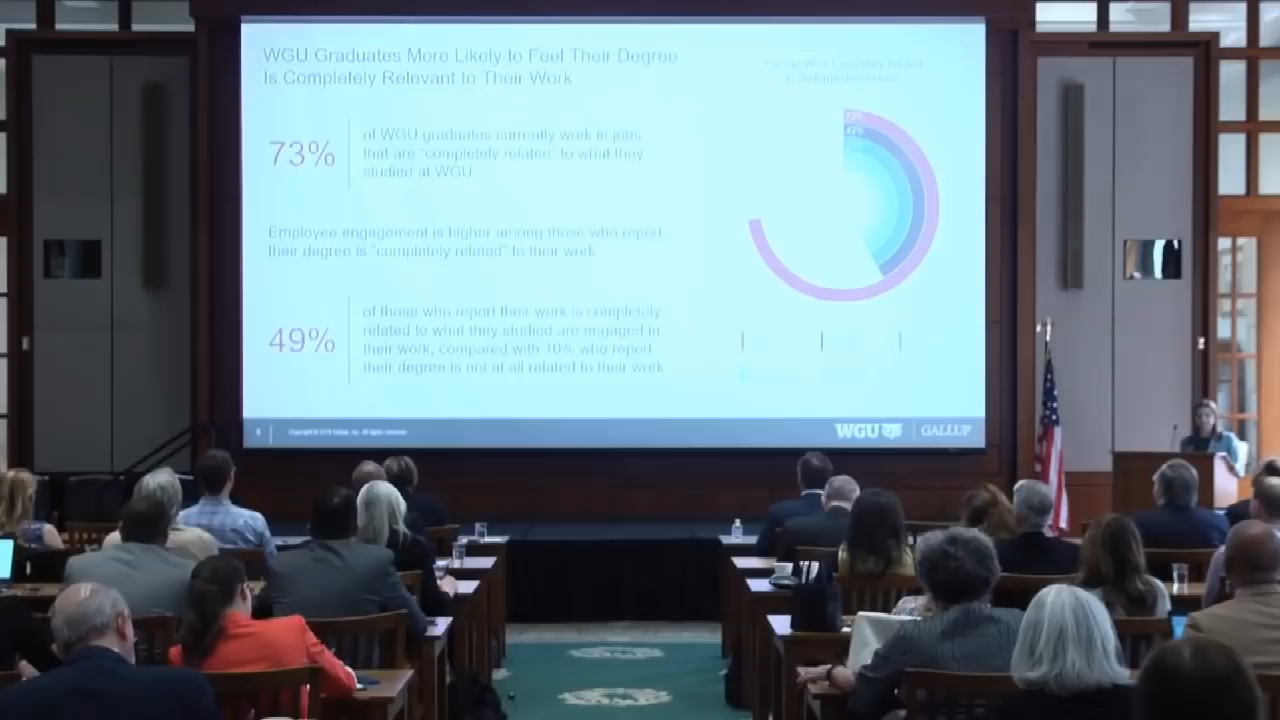 WGU Graduates More Likely to Feel Their Degree
Is Completely Relevant to Their Work
73%
of WGU graduates currently work in jobs
that are "completely related" to what they
studied at WGU
Employee engagement is higher among those who report
their degree is "completely related" to their work
49%
of those who report their work is completely
related to what they studied are engaged in
their work, compared with 10% who report
their degree is not at all related to their work
73%
WGU
GALLUP